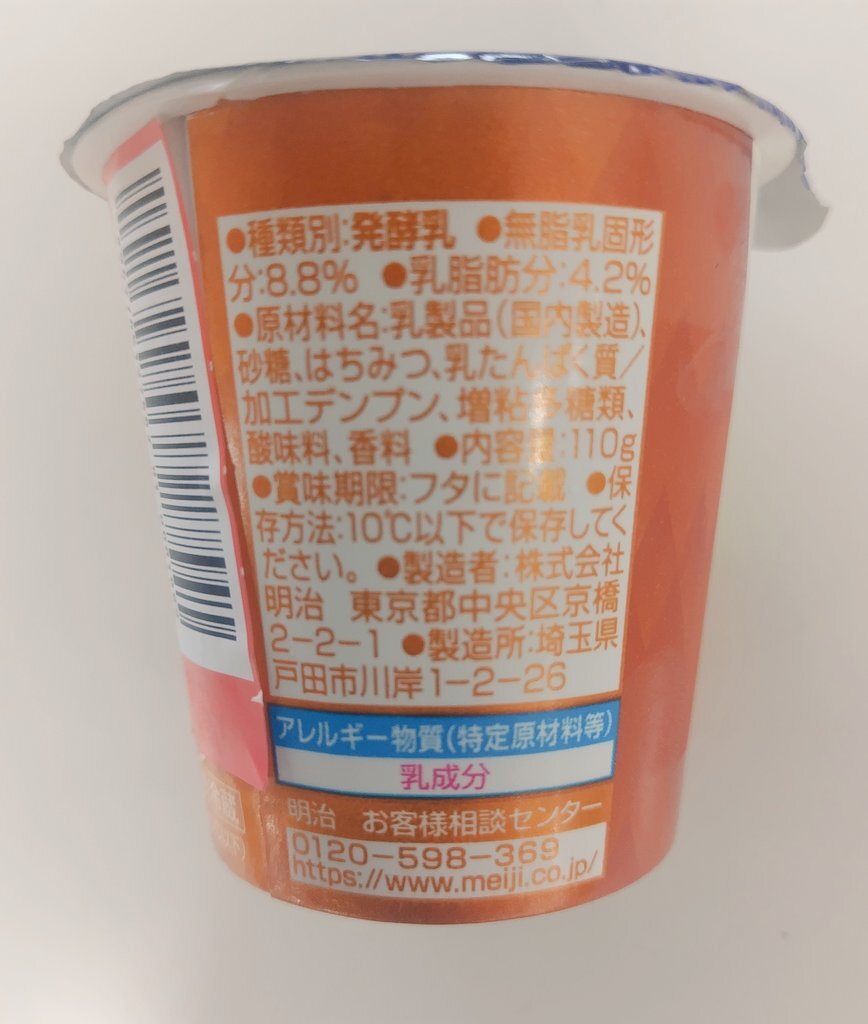 ●種類別:発酵乳 ●無脂乳固形
分:8.8% ●乳脂肪分:4.2%
●原材料名:乳製品(国内製造)、
砂糖、はちみつ、乳たんぱく質/
加工デンプン、増粘多糖類、
酸味料、香料 ●内容量:110g
●賞味期限:フタに記載 ●保
存方法:10℃以下で保存してく
ださい。 ●製造者:株式会社
明治 東京都中央区京橋
2-2-1 ●製造所:埼玉県
戸田市川岸1-2-26
アレルギー物質(特定原材料等)
乳成分
明治 お客様相談センター
0120-598-369
https://www.meiji.co.jp/